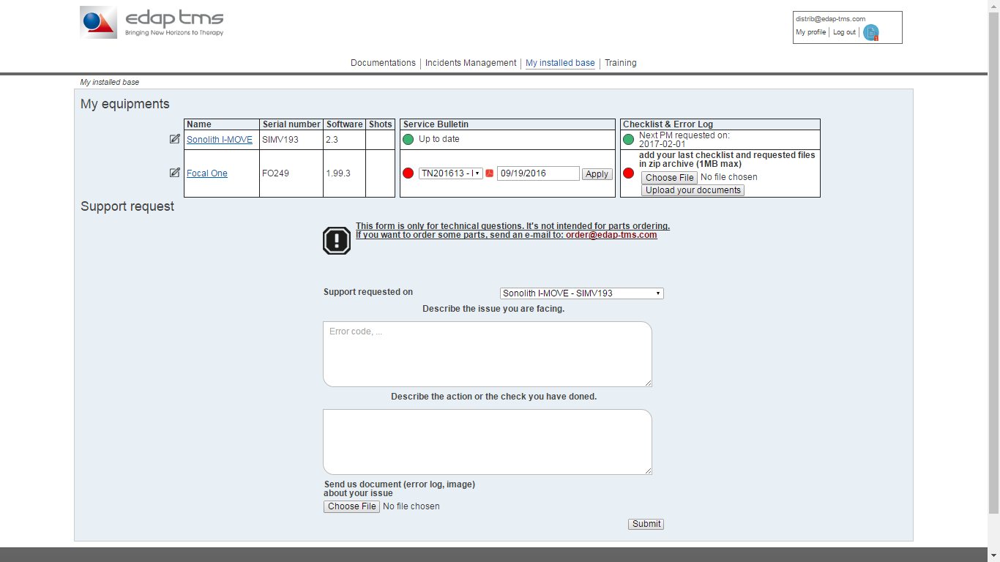 edap tms
Bringing New Horizons to Therapy
distrib@edap-tms.com
My profile | Log out |
Documentations | Incidents Management | My installed base | Training
My installed base
My equipments
Name Serial number Software Shots Service Bulletin Checklist & Error Log
Sonolith I-MOVE SIMV193 2.3 Up to date Next PM requested on:
2017-02-01
add your last checklist and requested files
in zip archive (1MB max)
Focal One FO249 1.99.3 TN201613 - I 09/19/2016 Apply
Choose File No file chosen
Upload your documents
Support request
This form is only for technical questions. It's not intended for parts ordering.
If you want to order some parts, send an e-mail to: order@edap-tms.com
Support requested on Sonolith I-MOVE - SIMV193
Describe the issue you are facing.
Error code, ...
Describe the action or the check you have doned.
Send us document (error log, image)
about your issue
Choose File No file chosen
Submit